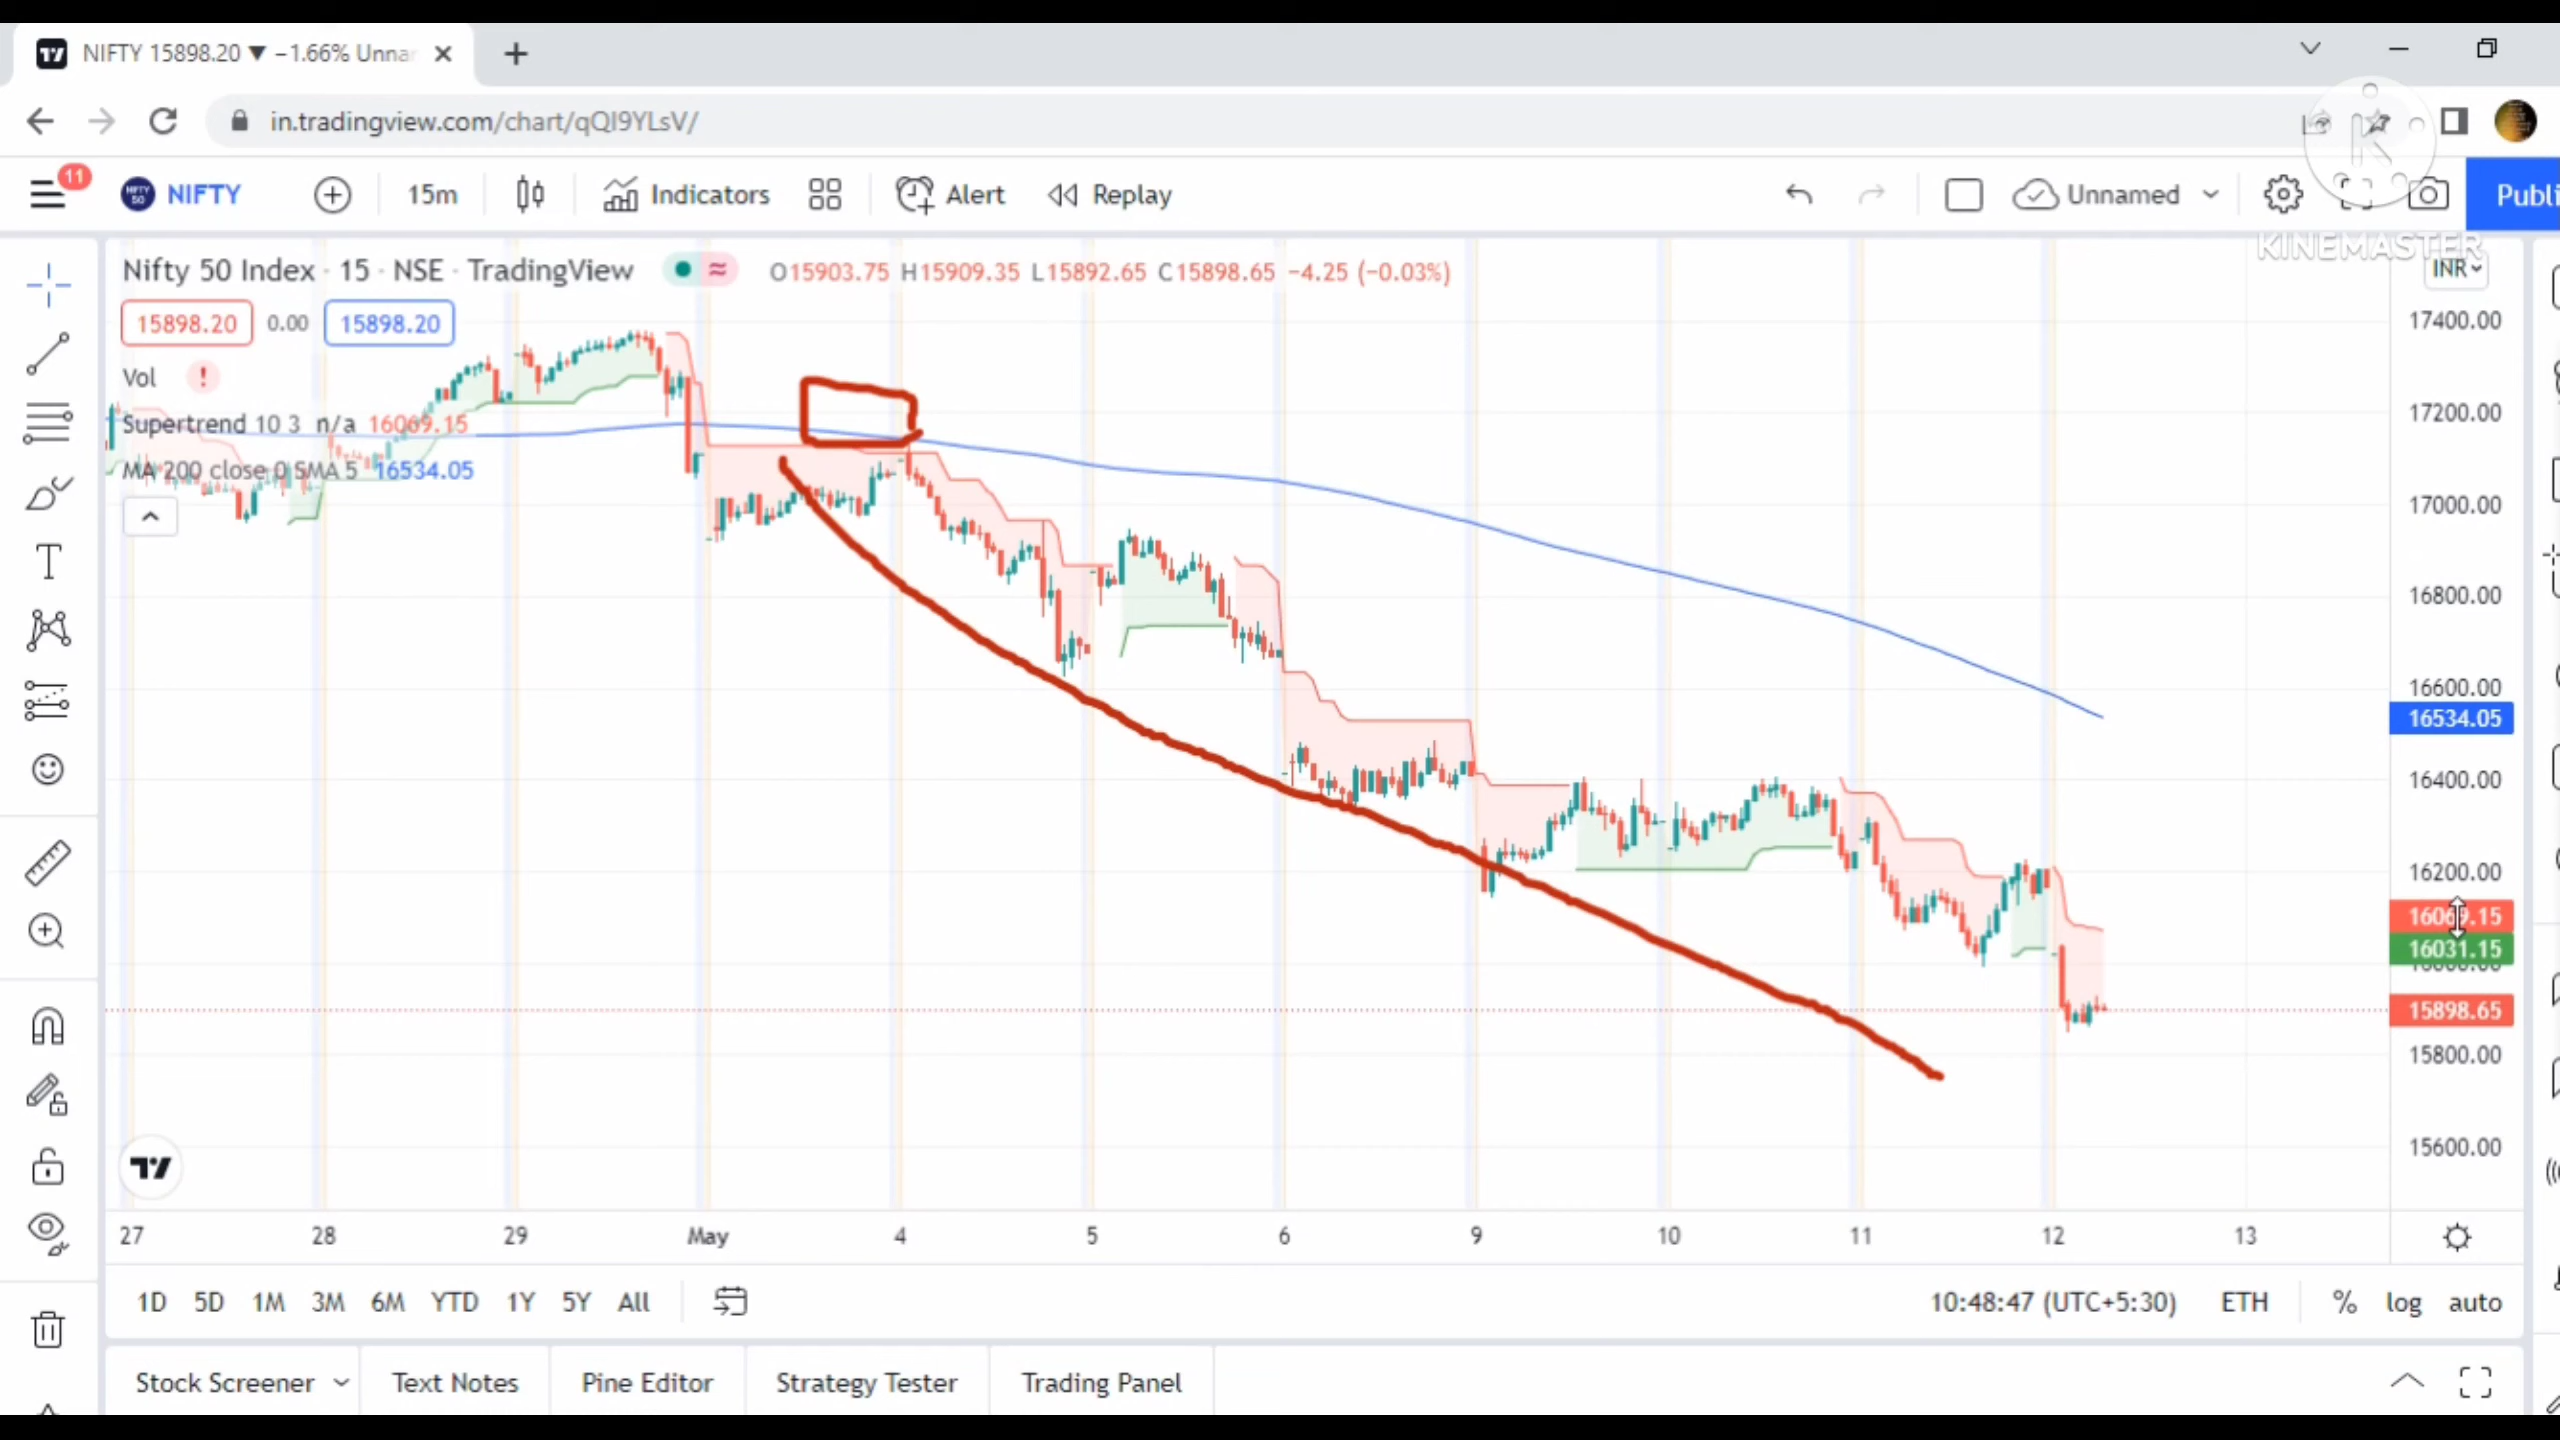 NIFTY 15898.20 ▼ −1.66% Unnar
in.tradingview.com/chart/qQI9YLsV/
11 NIFTY 15m Indicators Alert Replay Unnamed Publi
KINEMASTER
Nifty 50 Index · 15 · NSE · TradingView O15903.75 H15909.35 L15892.65 C15898.65 −4.25 (−0.03%)
INR
15898.20 0.00 15898.20
Vol
Supertrend 10 3 n/a 16069.15
MA 200 close 0 SMA 5 16534.05
17400.00
17200.00
17000.00
16800.00
16600.00
16534.05
16400.00
16200.00
16069.15
16031.15
15898.65
15800.00
15600.00
27 28 29 May 4 5 6 9 10 11 12 13
1D 5D 1M 3M 6M YTD 1Y 5Y All 10:48:47 (UTC+5:30) ETH % log auto
Stock Screener Text Notes Pine Editor Strategy Tester Trading Panel